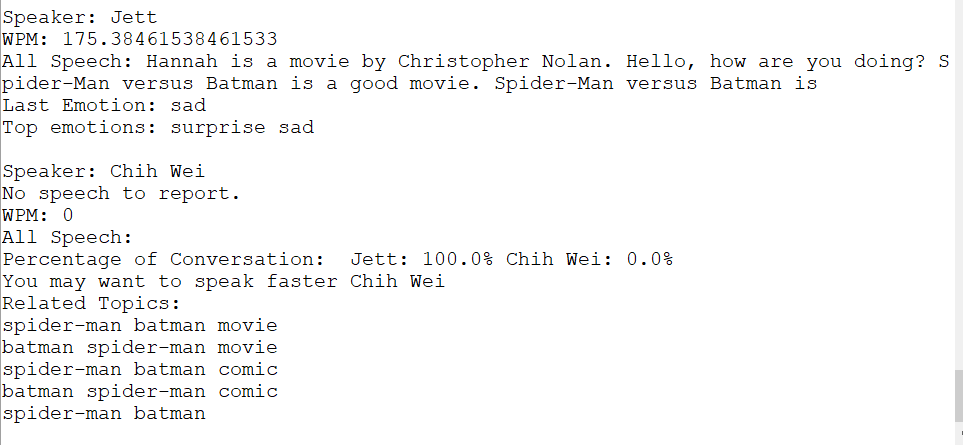 Speaker: Jett
WPM: 175.38461538461533
All Speech: Hannah is a movie by Christopher Nolan. Hello, how are you doing? S
pider-Man versus Batman is a good movie. Spider-Man versus Batman is
Last Emotion: sad
Top emotions: surprise sad

Speaker: Chih Wei
No speech to report.
WPM: 0
All Speech:
Percentage of Conversation:  Jett: 100.0% Chih Wei: 0.0%
You may want to speak faster Chih Wei
Related Topics:
spider-man batman movie
batman spider-man movie
spider-man batman comic
batman spider-man comic
spider-man batman